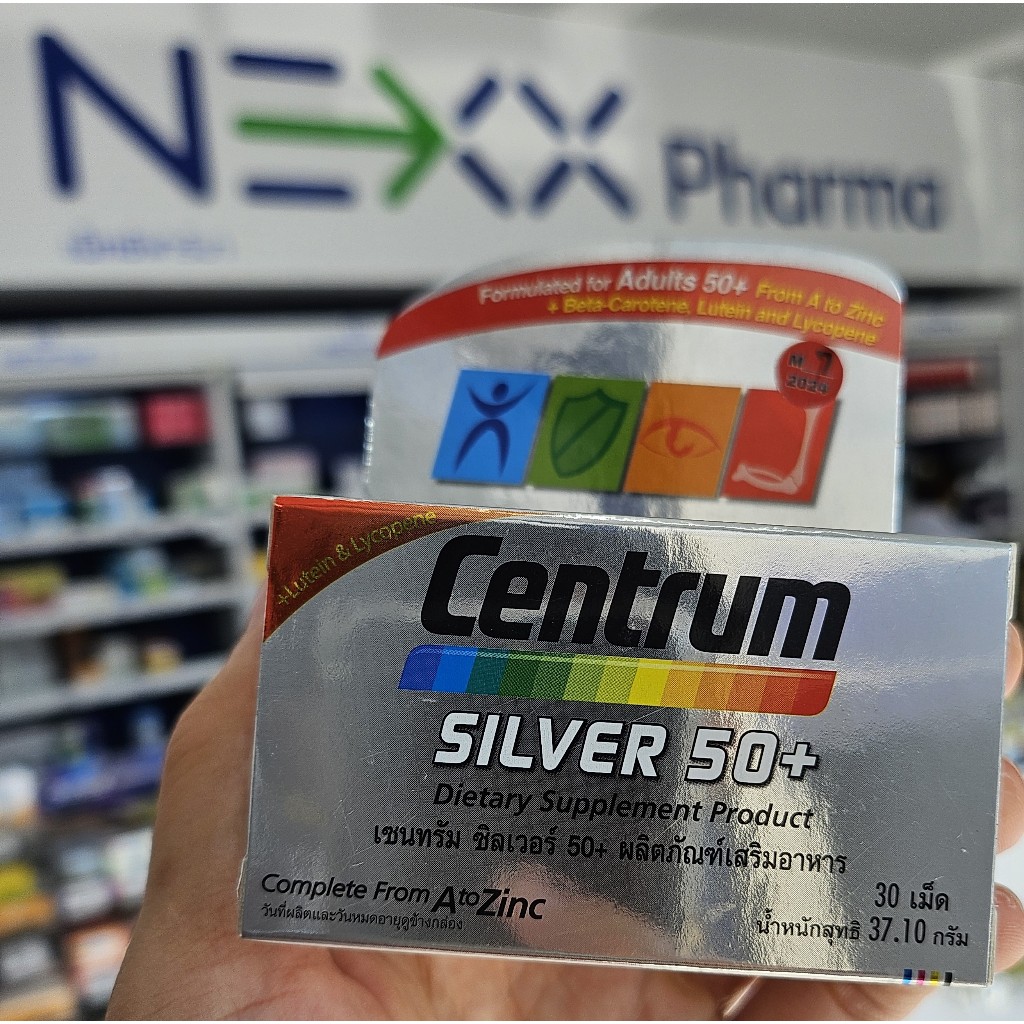 NEXX Pharma
Formulated for Adults 50+ From A to Zinc
+ Beta-Carotene, Lutein and Lycopene
M 7
2024
+Lutein & Lycopene
Centrum
SILVER 50+
Dietary Supplement Product
เซนทรัม ซิลเวอร์ 50+ ผลิตภัณฑ์เสริมอาหาร
Complete From A to Zinc
วันที่ผลิตและวันหมดอายุดูข้างกล่อง
30 เม็ด
น้ำหนักสุทธิ 37.10 กรัม